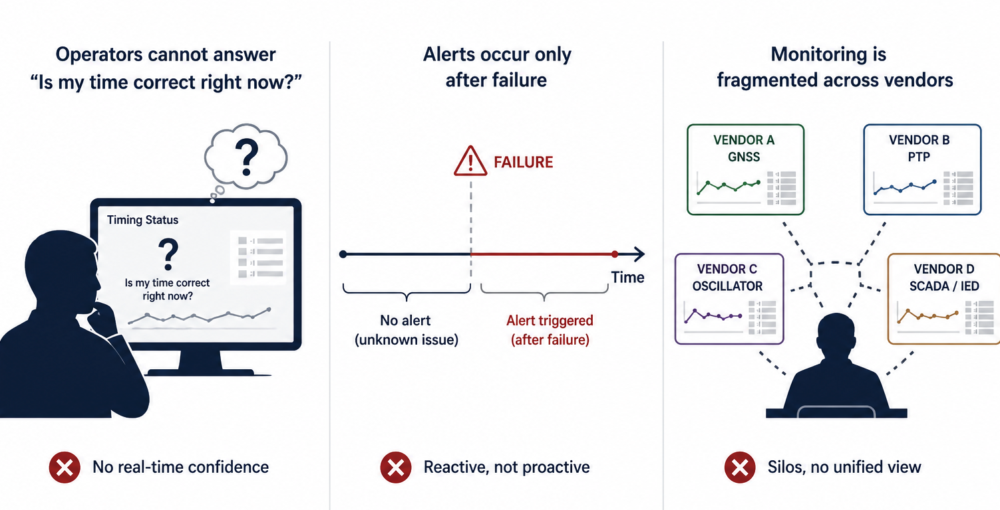 Operators cannot answer
“Is my time correct right now?”
?
Timing Status
?
Is my time correct
right now?
No real-time confidence
Alerts occur only
after failure
! FAILURE
Time
No alert
(unknown issue)
Alert triggered
(after failure)
Reactive, not proactive
Monitoring is
fragmented across vendors
VENDOR A
GNSS
VENDOR B
PTP
VENDOR C
OSCILLATOR
VENDOR D
SCADA / IED
Silos, no unified view